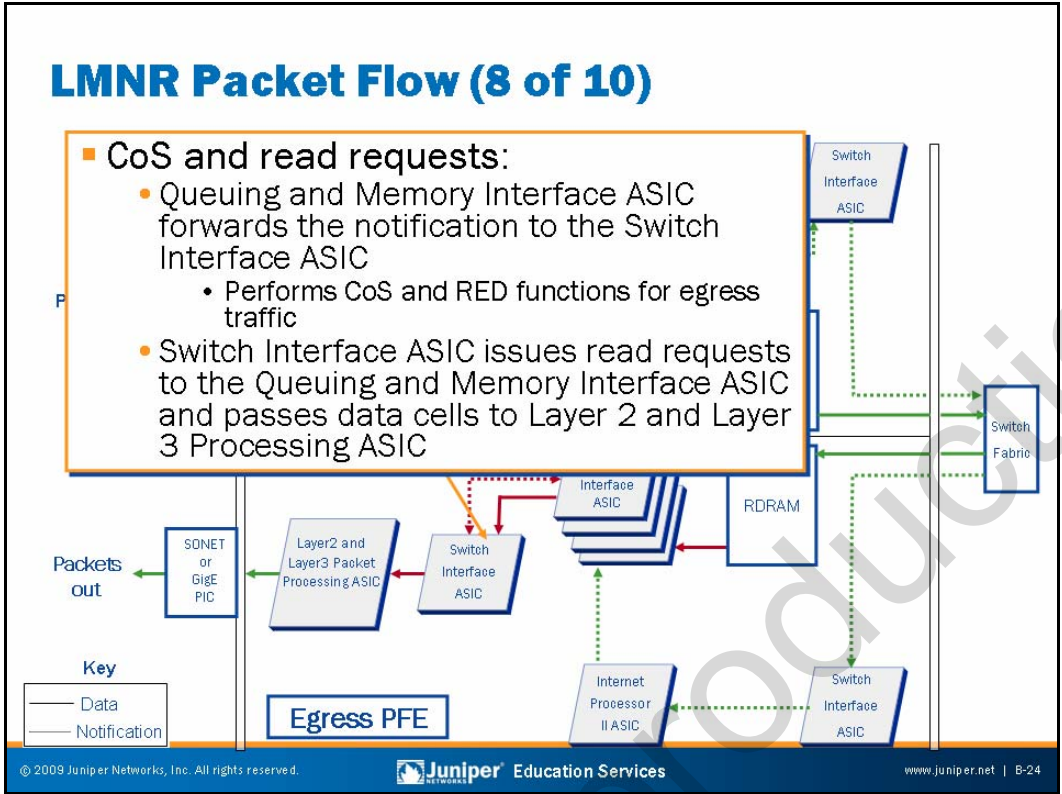 LMNR Packet Flow (8 of 10)
CoS and read requests:
Queuing and Memory Interface ASIC
forwards the notification to the Switch
Interface ASIC
Performs CoS and RED functions for egress
traffic
Switch Interface ASIC issues read requests
to the Queuing and Memory Interface ASIC
and passes data cells to Layer 2 and Layer
3 Processing ASIC
Switch
Interface
ASIC
P
Switch
Fabric
Interface
ASIC
RDRAM
Packets
out
SONET
or
GigE
PIC
Layer2 and
Layer3 Packet
Processing ASIC
Switch
Interface
ASIC
Key
Data
Notification
Egress PFE
Internet
Processor
II ASIC
Switch
Interface
ASIC
© 2009 Juniper Networks, Inc. All rights reserved.
Juniper Education Services
NETWORKS
www.juniper.net | B-24